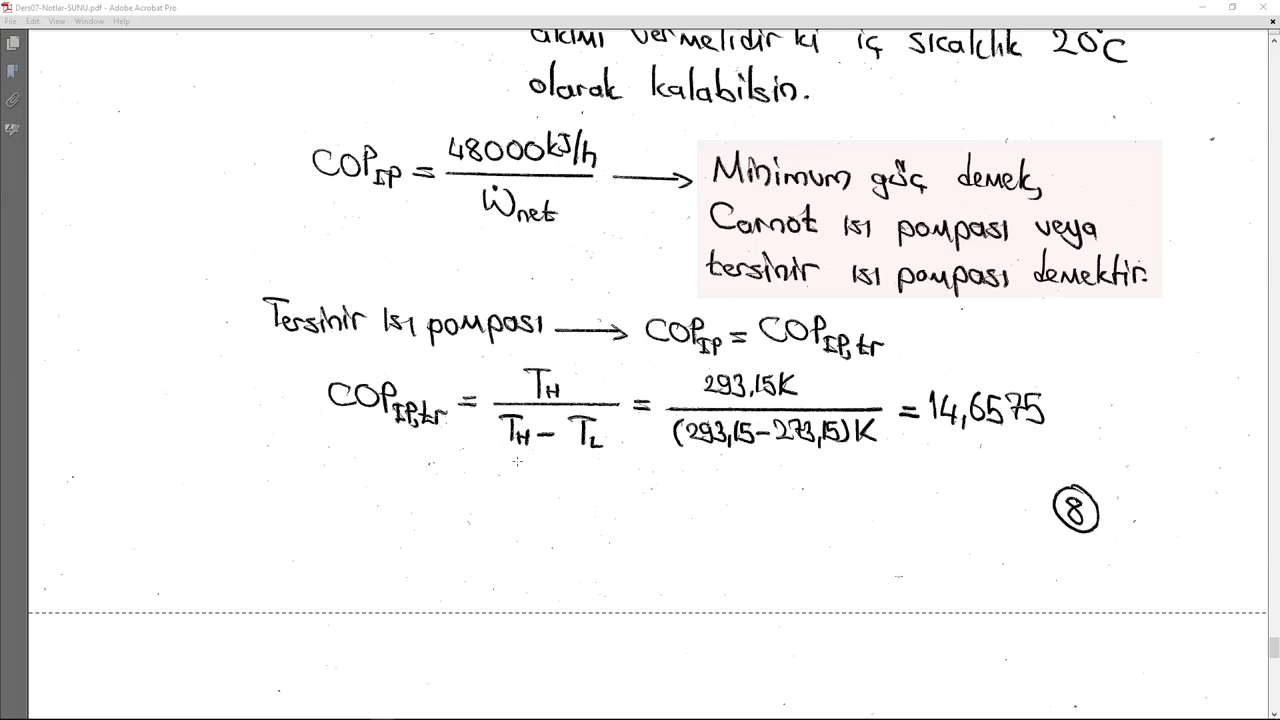 Ders07-Notlar-SUNU.pdf - Adobe Acrobat Pro
File Edit View Window Help
akımı vermelidir ki iç sıcaklık 20°C
olarak kalabilsin.
COP_IP = 48000 kJ/h / Ẇnet → Minimum güç demek,
Carnot ısı pompası veya
tersinir ısı pompası demektir.
Tersinir ısı pompası → COP_IP = COP_IP,tr
COP_IP,tr = T_H / T_H - T_L = 293,15K / (293,15-273,15)K = 14,6575
8